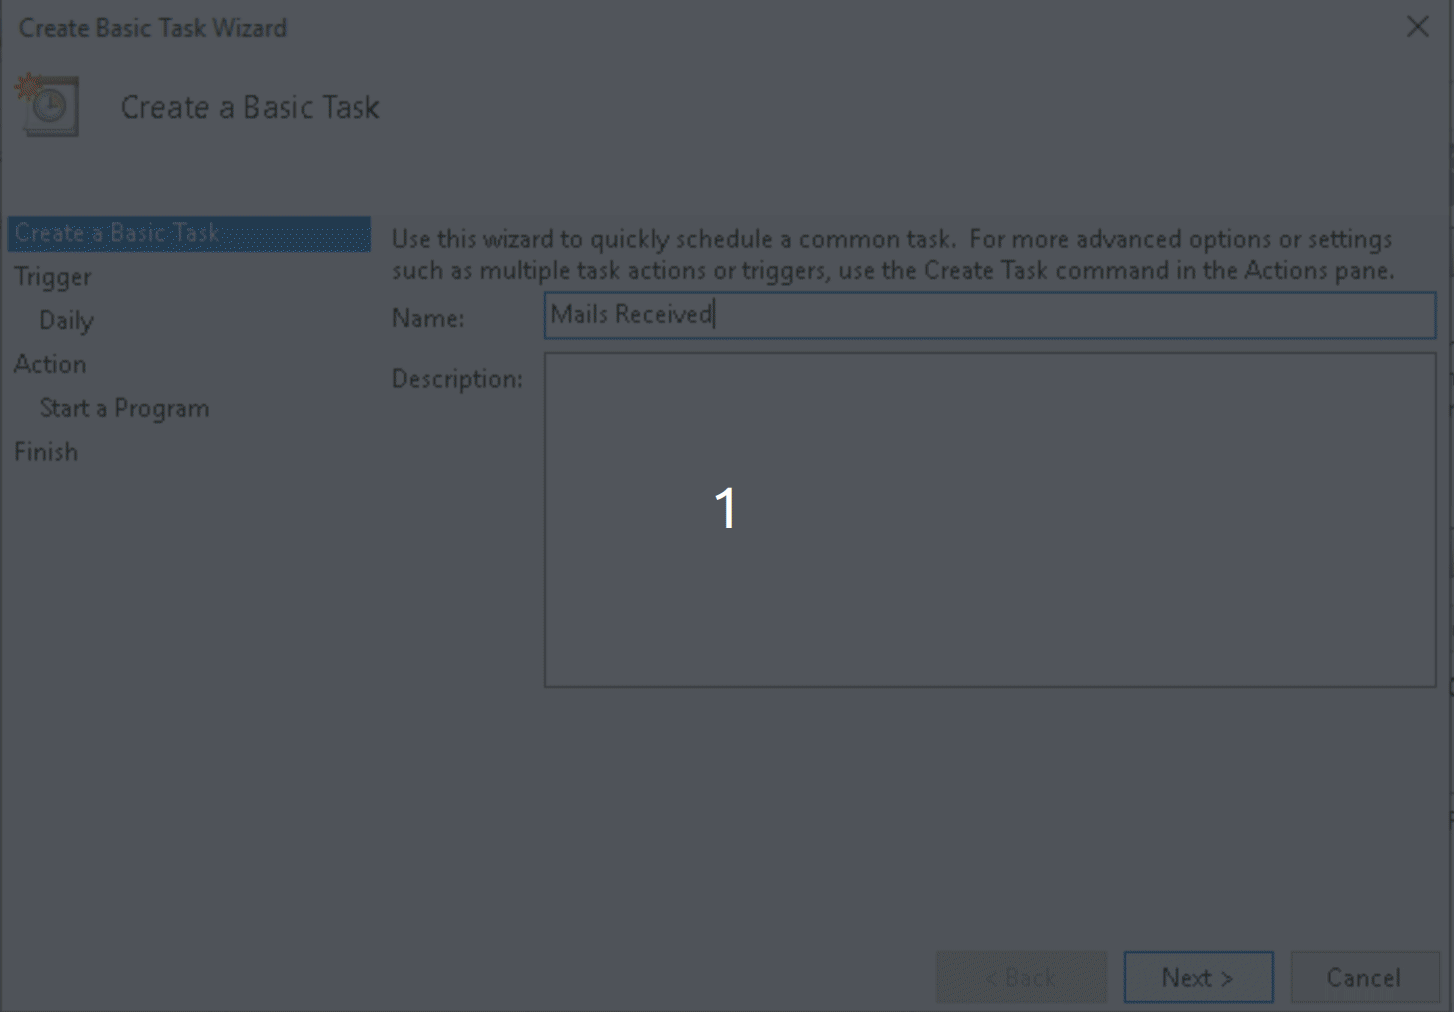 Create Basic Task Wizard
Create a Basic Task
Create a Basic Task
Trigger
Daily
Action
Start a Program
Finish
Use this wizard to quickly schedule a common task. For more advanced options or settings
such as multiple task actions or triggers, use the Create Task command in the Actions pane.
Name: Mails Received
Description:
1
< Back Next > Cancel